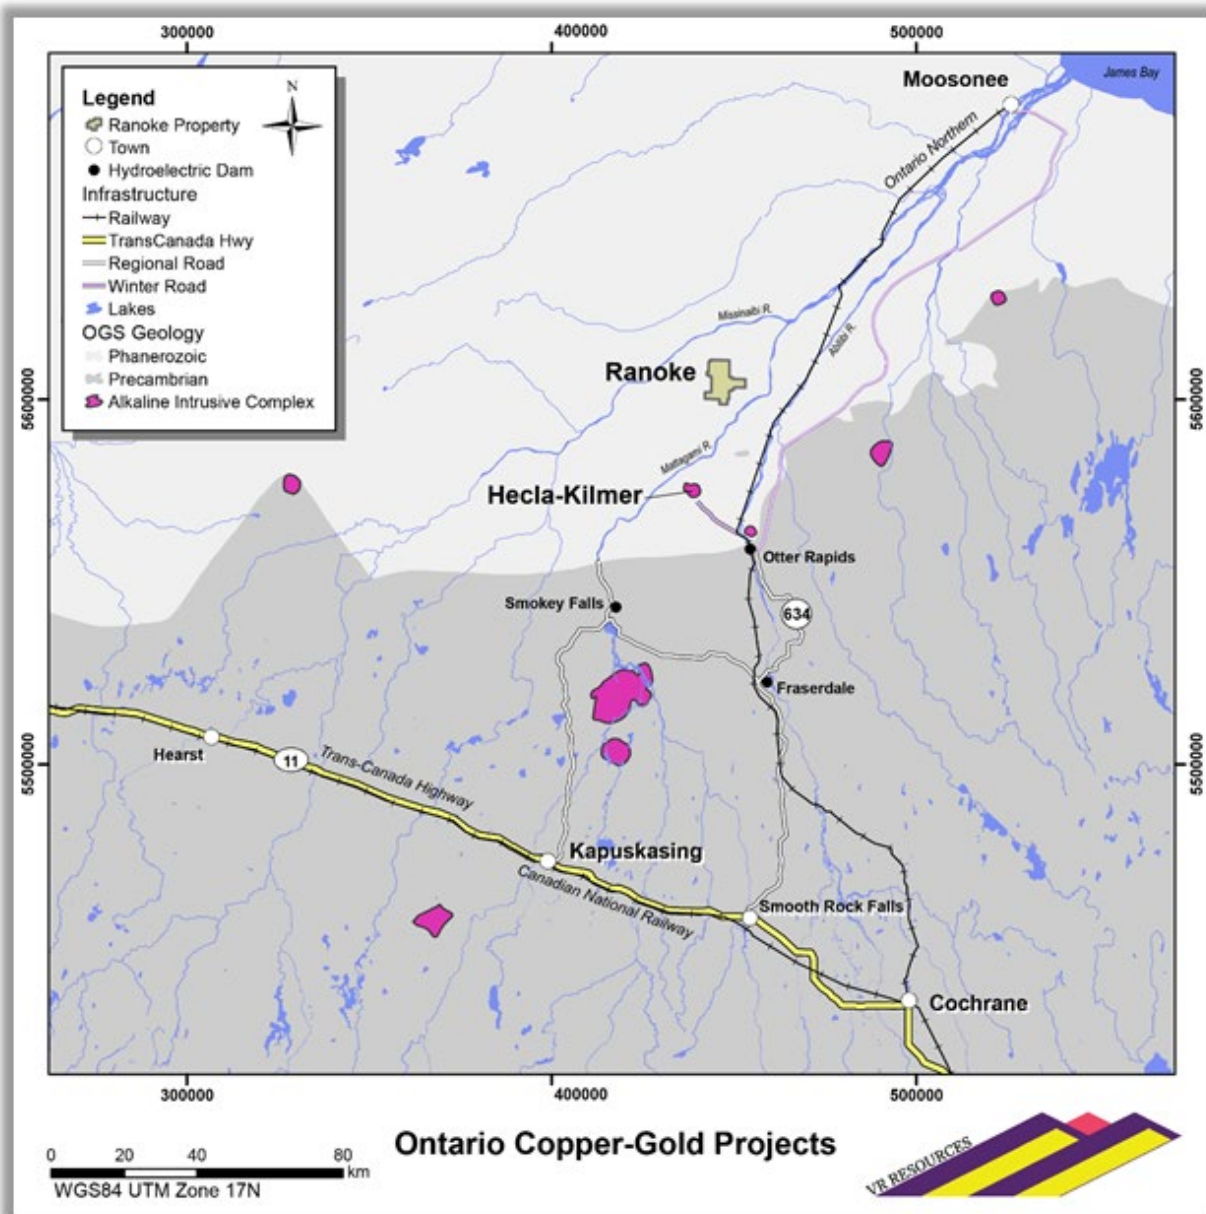 300000
400000
500000
Moosonee
James Bay
Legend
N
Ranoke Property
Town
Hydroelectric Dam
Infrastructure
Railway
TransCanada Hwy
Regional Road
Winter Road
Lakes
OGS Geology
Phanerozoic
Precambrian
Alkaline Intrusive Complex
Ontario Northern
Missinaibi R.
Abitibi R.
Ranoke
5600000
5600000
Mattagami R.
Hecla-Kilmer
Otter Rapids
Smokey Falls
634
Fraserdale
Hearst
11
Trans-Canada Highway
5500000
5500000
Kapuskasing
Canadian National Railway
Smooth Rock Falls
Cochrane
300000
400000
500000
Ontario Copper-Gold Projects
0 20 40 80
km
WGS84 UTM Zone 17N
VR RESOURCES